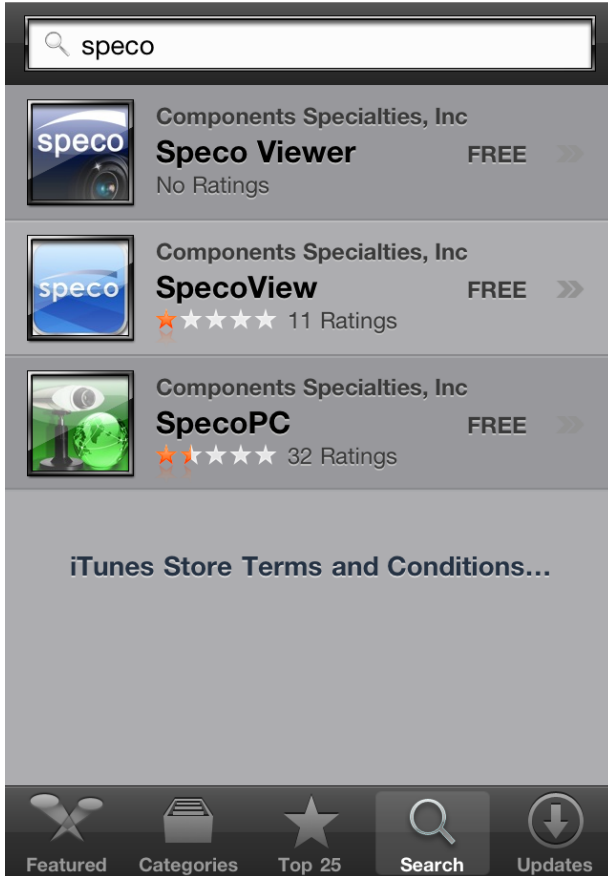 speco
speco
Components Specialties, Inc
Speco Viewer
FREE
No Ratings
speco
Components Specialties, Inc
SpecoView
FREE
11 Ratings
Components Specialties, Inc
SpecoPC
FREE
32 Ratings
iTunes Store Terms and Conditions...
Featured Categories Top 25 Search Updates